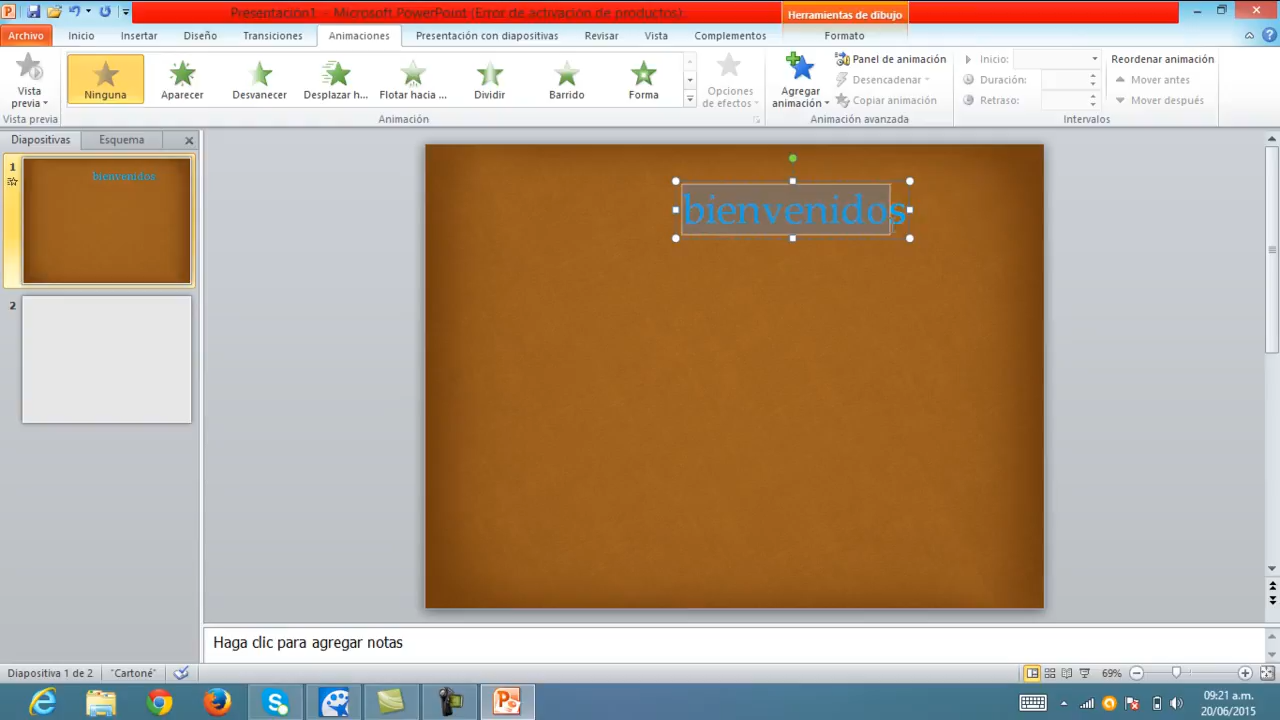 Presentación1 - Microsoft PowerPoint (Error de activación de productos)
Herramientas de dibujo
Archivo Inicio Insertar Diseño Transiciones Animaciones Presentación con diapositivas Revisar Vista Complementos Formato
Vista previa
Ninguna Aparecer Desvanecer Desplazar h... Flotar hacia ... Dividir Barrido Forma
Opciones de efectos
Agregar animación
Panel de animación
Desencadenar
Copiar animación
Inicio:
Duración:
Retraso:
Reordenar animación
Mover antes
Mover después
Vista previa Animación Animación avanzada Intervalos
Diapositivas Esquema
1
bienvenidos
2
bienvenidos
Haga clic para agregar notas
Diapositiva 1 de 2 "Cartoné" 69%
09:21 a.m.
20/06/2015